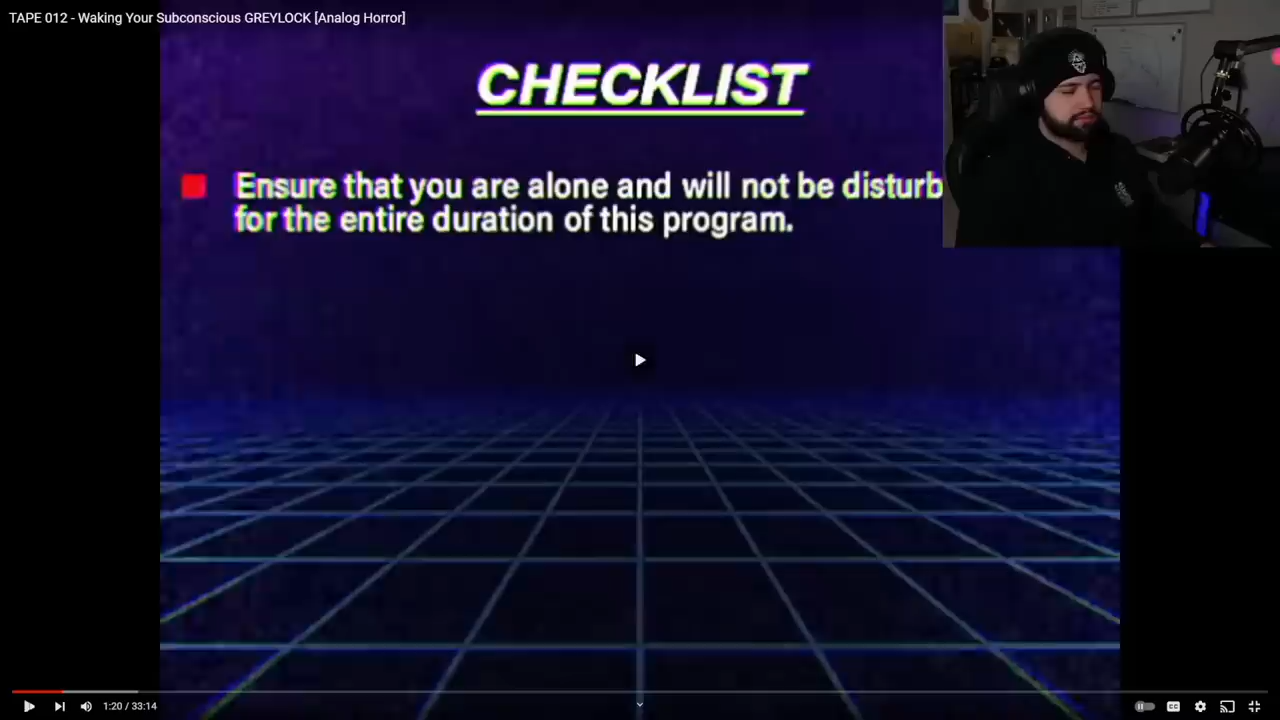 TAPE 012 - Waking Your Subconscious GREYLOCK [Analog Horror]
CHECKLIST
Ensure that you are alone and will not be disturb
for the entire duration of this program.
1:20 / 33:14
CC